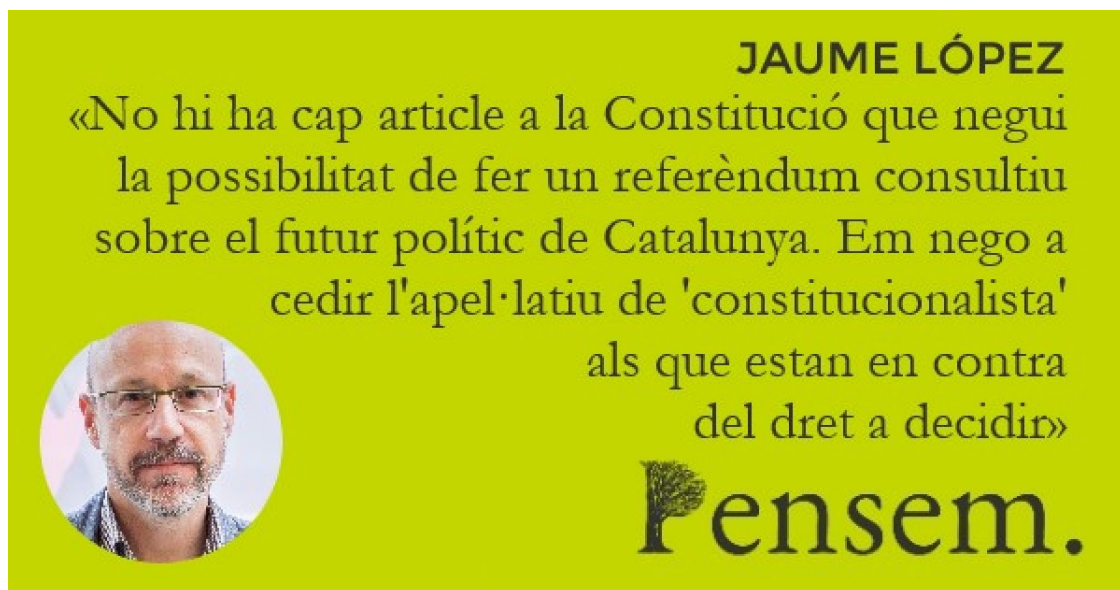 JAUME LÓPEZ
«No hi ha cap article a la Constitució que negui
la possibilitat de fer un referèndum consultiu
sobre el futur polític de Catalunya. Em nego a
cedir l'apel·latiu de 'constitucionalista'
als que estan en contra
del dret a decidir»
Pensem.